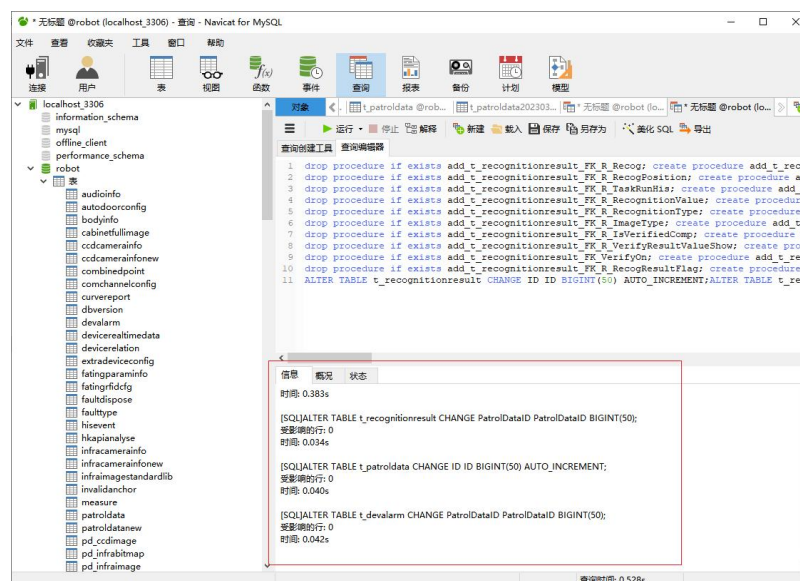 * 无标题 @robot (localhost_3306) - 查询 - Navicat for MySQL
文件 查看 收藏夹 工具 窗口 帮助
连接 用户 表 视图 函数 事件 查询 报表 备份 计划 模型
localhost_3306
information_schema
mysql
offline_client
performance_schema
robot
表
audioinfo
autodoorconfig
bodyinfo
cabinetfullimage
ccdcamerainfo
ccdcamerainfonew
combinedpoint
comchannelconfig
curvereport
dbversion
devalarm
devicerealtimedata
devicerelation
extradeviceconfig
fatingparaminfo
fatingrfidcfg
faultdispose
faulttype
hisevent
hkapianalyse
infracamerainfo
infracamerainfonew
infraimagestandardlib
invalidanchor
measure
patroldata
patroldatanew
pd_ccdimage
pd_infrabitmap
pd_infraimage
对象 t_patroldata @rob... t_patroldata202303... * 无标题 @robot (lo... * 无标题 @robot (lo...
运行 停止 解释 新建 载入 保存 另存为 美化 SQL 导出
查询创建工具 查询编辑器
1 drop procedure if exists add_t_recognitionresult_FK_R_Recog; create procedure add_t_rec
2 drop procedure if exists add_t_recognitionresult_FK_R_RecogPosition; create procedure a
3 drop procedure if exists add_t_recognitionresult_FK_R_TaskRunHis; create procedure add_
4 drop procedure if exists add_t_recognitionresult_FK_R_RecognitionValue; create procedur
5 drop procedure if exists add_t_recognitionresult_FK_R_RecognitionType; create procedure
6 drop procedure if exists add_t_recognitionresult_FK_R_ImageType; create procedure add_t
7 drop procedure if exists add_t_recognitionresult_FK_R_IsVerifiedComp; create procedure
8 drop procedure if exists add_t_recognitionresult_FK_R_VerifyResultValueShow; create pro
9 drop procedure if exists add_t_recognitionresult_FK_VerifyOn; create procedure add_t_re
10 drop procedure if exists add_t_recognitionresult_FK_R_RecogResultFlag; create procedure
11 ALTER TABLE t_recognitionresult CHANGE ID ID BIGINT(50) AUTO_INCREMENT;ALTER TABLE t_re
信息 概况 状态
时间: 0.383s
[SQL]ALTER TABLE t_recognitionresult CHANGE PatrolDataID PatrolDataID BIGINT(50);
受影响的行: 0
时间: 0.034s
[SQL]ALTER TABLE t_patroldata CHANGE ID ID BIGINT(50) AUTO_INCREMENT;
受影响的行: 0
时间: 0.040s
[SQL]ALTER TABLE t_devalarm CHANGE PatrolDataID PatrolDataID BIGINT(50);
受影响的行: 0
时间: 0.042s
查询时间: 0.528s